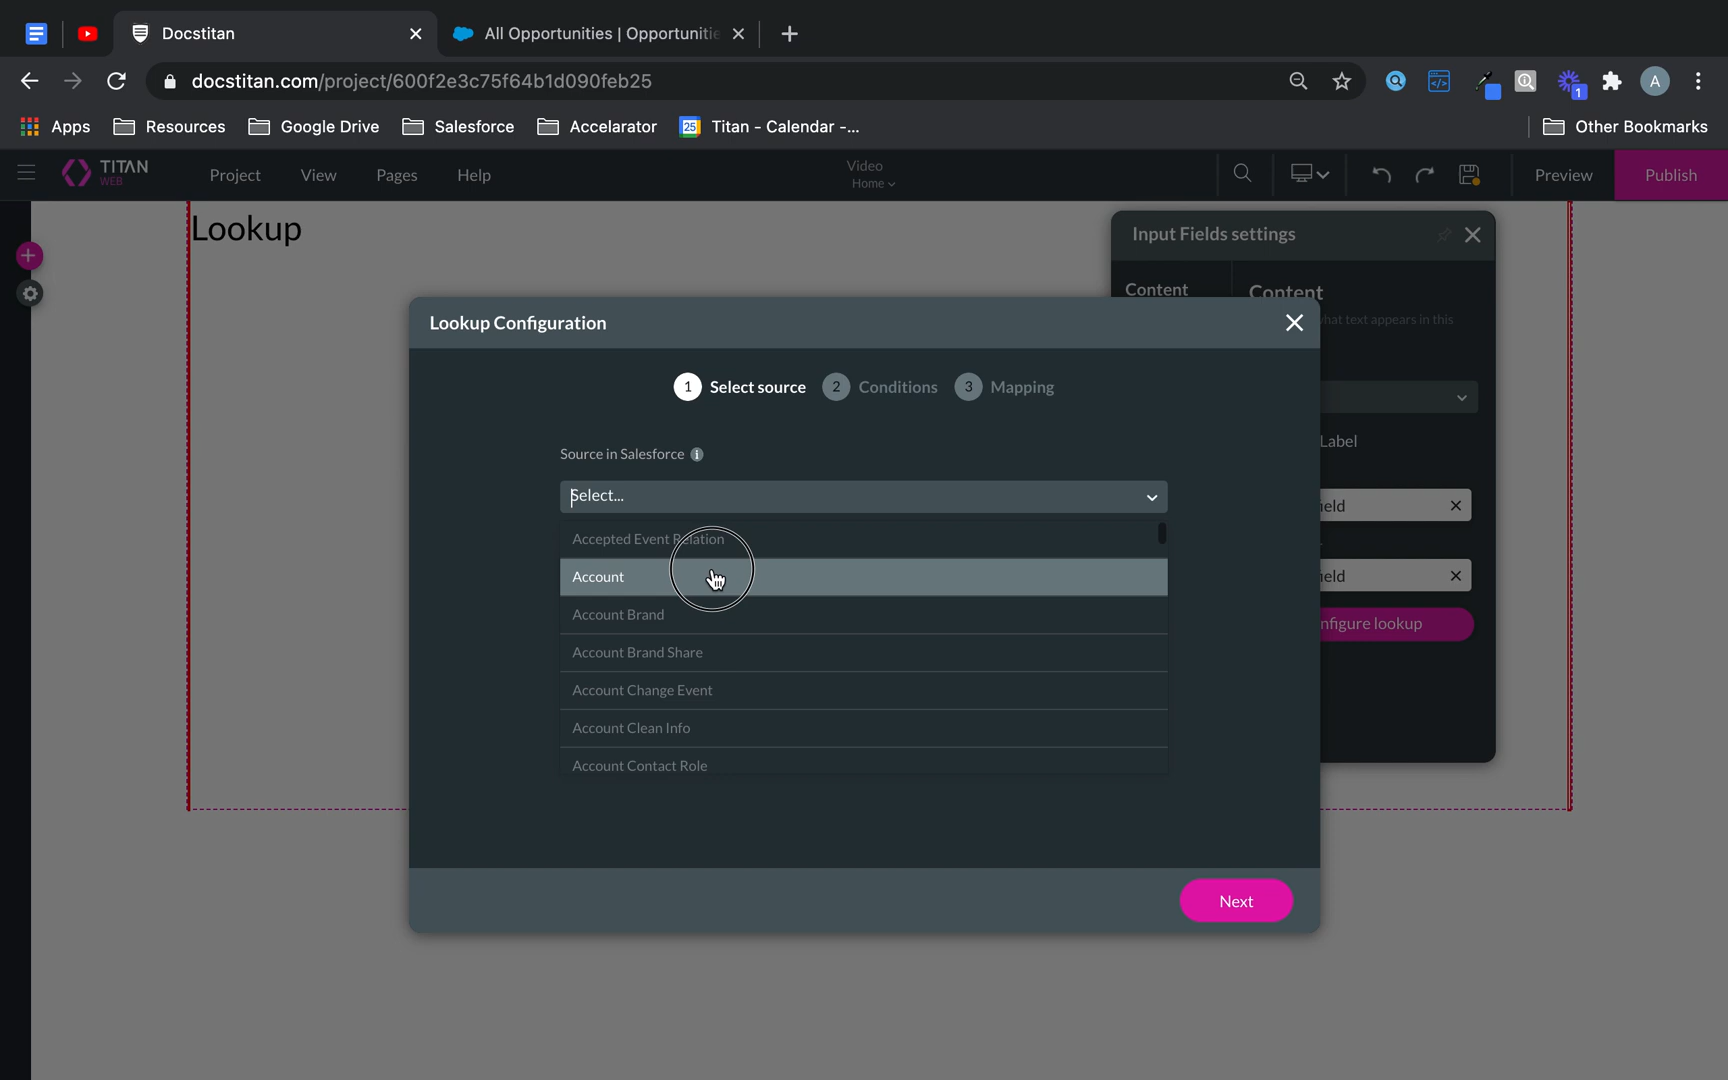 Docstitan
All Opportunities | Opportunitie
docstitan.com/project/600f2e3c75f64b1d090feb25
A
1
Apps
Resources
Google Drive
Salesforce
Accelarator
25
Titan - Calendar -...
Other Bookmarks
TITAN
WEB
Project
View
Pages
Help
Video
Home
Preview
Publish
Lookup
Input Fields settings
Content
Content
hat text appears in this
Label
ield
ield
nfigure lookup
Lookup Configuration
1 Select source
2 Conditions
3 Mapping
Source in Salesforce
Select...
Accepted Event Relation
Account
Account Brand
Account Brand Share
Account Change Event
Account Clean Info
Account Contact Role
Next